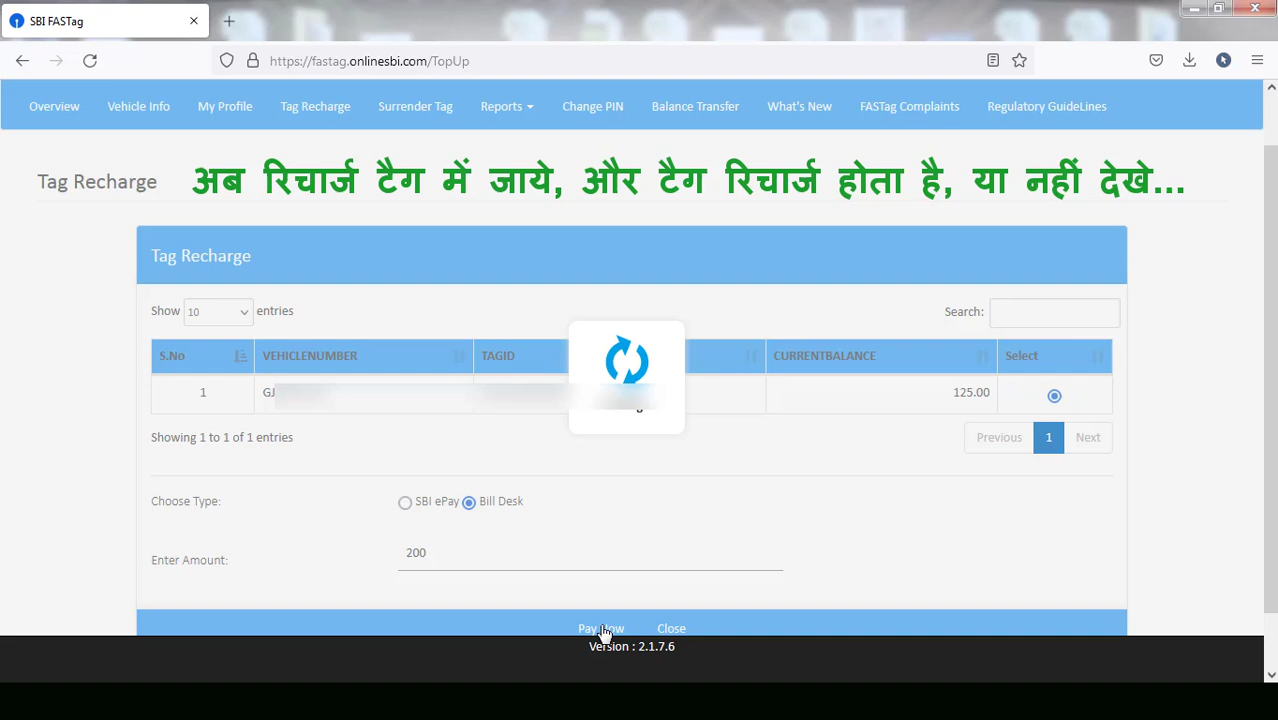 SBI FASTag
https://fastag.onlinesbi.com/TopUp
Overview Vehicle Info My Profile Tag Recharge Surrender Tag Reports Change PIN Balance Transfer What's New FASTag Complaints Regulatory GuideLines
Tag Recharge अब रिचार्ज टैग में जाये, और टैग रिचार्ज होता है, या नहीं देखे...
Tag Recharge
Show 10 entries Search:
S.No VEHICLENUMBER TAGID CURRENTBALANCE Select
1 GJ 125.00
Showing 1 to 1 of 1 entries Previous 1 Next
Choose Type: SBI ePay Bill Desk
Enter Amount: 200
Pay Now Close
Version : 2.1.7.6